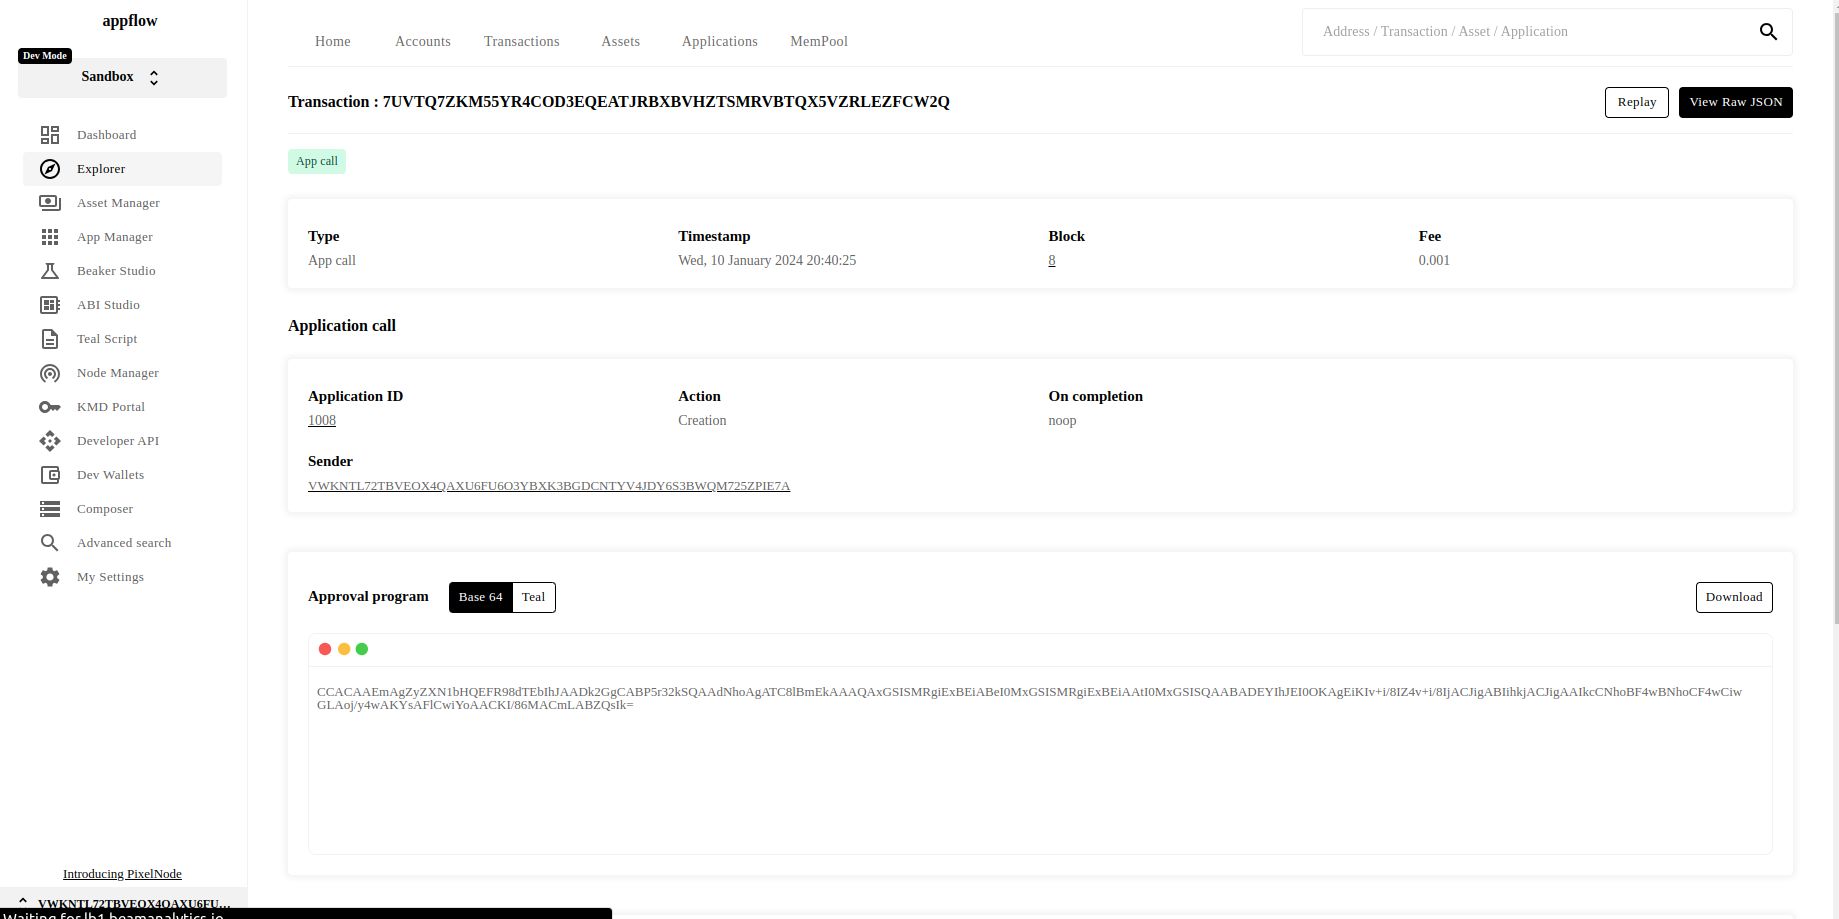 appflow
Dev Mode
Sandbox
Dashboard
Explorer
Asset Manager
App Manager
Beaker Studio
ABI Studio
Teal Script
Node Manager
KMD Portal
Developer API
Dev Wallets
Composer
Advanced search
My Settings
Introducing PixelNode
VWKNTL72TBVEOX4QAXU6FU...
Waiting for lb1.beamanalytics.io...
Home Accounts Transactions Assets Applications MemPool
Address / Transaction / Asset / Application
Transaction : 7UVTQ7ZKM55YR4COD3EQEATJRBXBVHZTSMRVBTQX5VZRLEZFCW2Q
Replay View Raw JSON
App call
Type Timestamp Block Fee
App call Wed, 10 January 2024 20:40:25 8 0.001
Application call
Application ID Action On completion
1008 Creation noop
Sender
VWKNTL72TBVEOX4QAXU6FU6O3YBXK3BGDCNTYV4JDY6S3BWQM725ZPIE7A
Approval program Base 64 Teal Download
CCACAAEmAgZyZXN1bHQEFR98dTEbIhJAADk2GgCABP5r32kSQAAdNhoAgATC8lBmEkAAAQAxGSISMRgiExBEiABeI0MxGSISMRgiExBEiAAtI0MxGSISQAABADEYIhJEI0OKAgEiKIv+i/8IZ4v+i/8IjACJigABIihkjACJigAAIkcCNhoBF4wBNhoCF4wCiw
GLAoj/y4wAKYsAFlCwiYoAACKI/86MACmLABZQsIk=